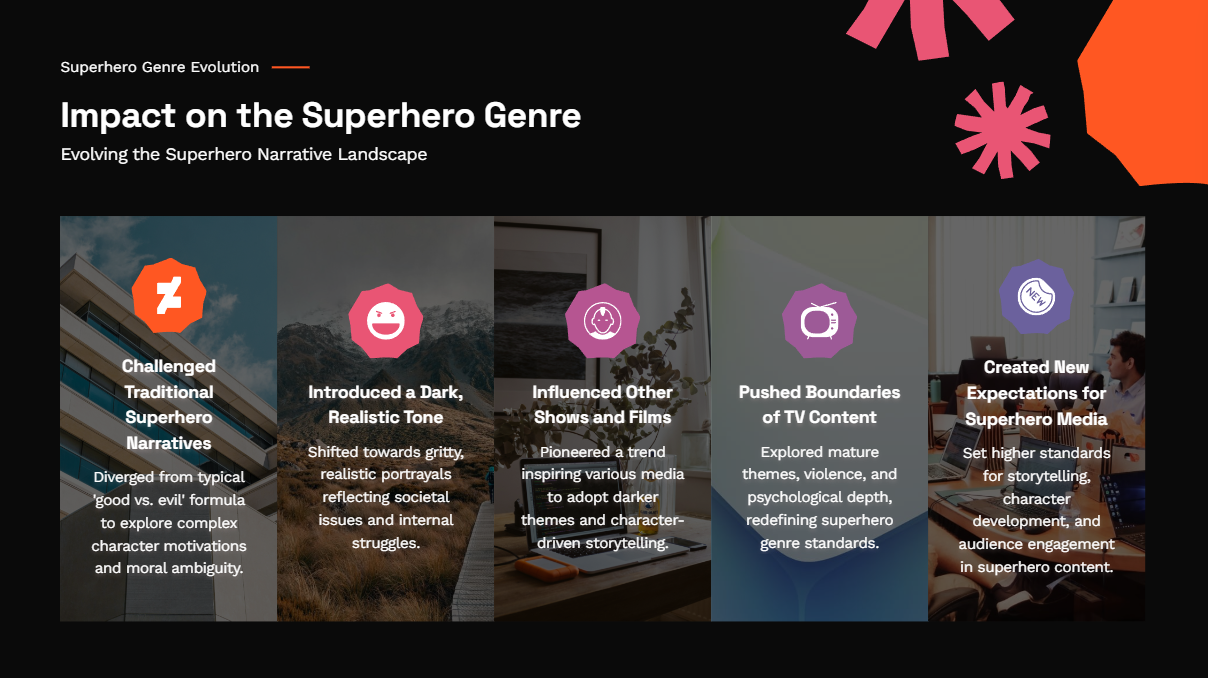 Superhero Genre Evolution
Impact on the Superhero Genre
Evolving the Superhero Narrative Landscape
Challenged
Traditional
Superhero
Narratives
Diverged from typical
'good vs. evil' formula
to explore complex
character motivations
and moral ambiguity.
Introduced a Dark,
Realistic Tone
Shifted towards gritty,
realistic portrayals
reflecting societal
issues and internal
struggles.
Influenced Other
Shows and Films
Pioneered a trend
inspiring various media
to adopt darker
themes and character-
driven storytelling.
Pushed Boundaries
of TV Content
Explored mature
themes, violence, and
psychological depth,
redefining superhero
genre standards.
NEW
Created New
Expectations for
Superhero Media
Set higher standards
for storytelling,
character
development, and
audience engagement
in superhero content.